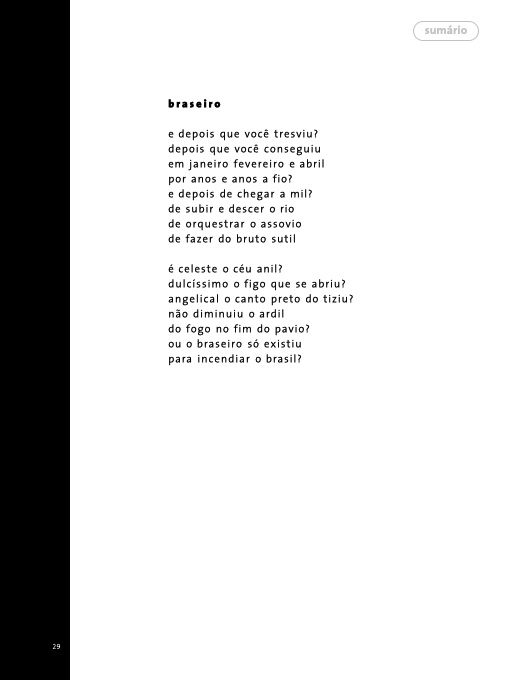 sumário
braseiro
e depois que você tresviu?
depois que você conseguiu
em janeiro fevereiro e abril
por anos e anos a fio?
e depois de chegar a mil?
de subir e descer o rio
de orquestrar o assovio
de fazer do bruto sutil
é celeste o céu anil?
dulcíssimo o figo que se abriu?
angelical o canto preto do tiziu?
não diminuiu o ardil
do fogo no fim do pavio?
ou o braseiro só existiu
para incendiar o brasil?
29